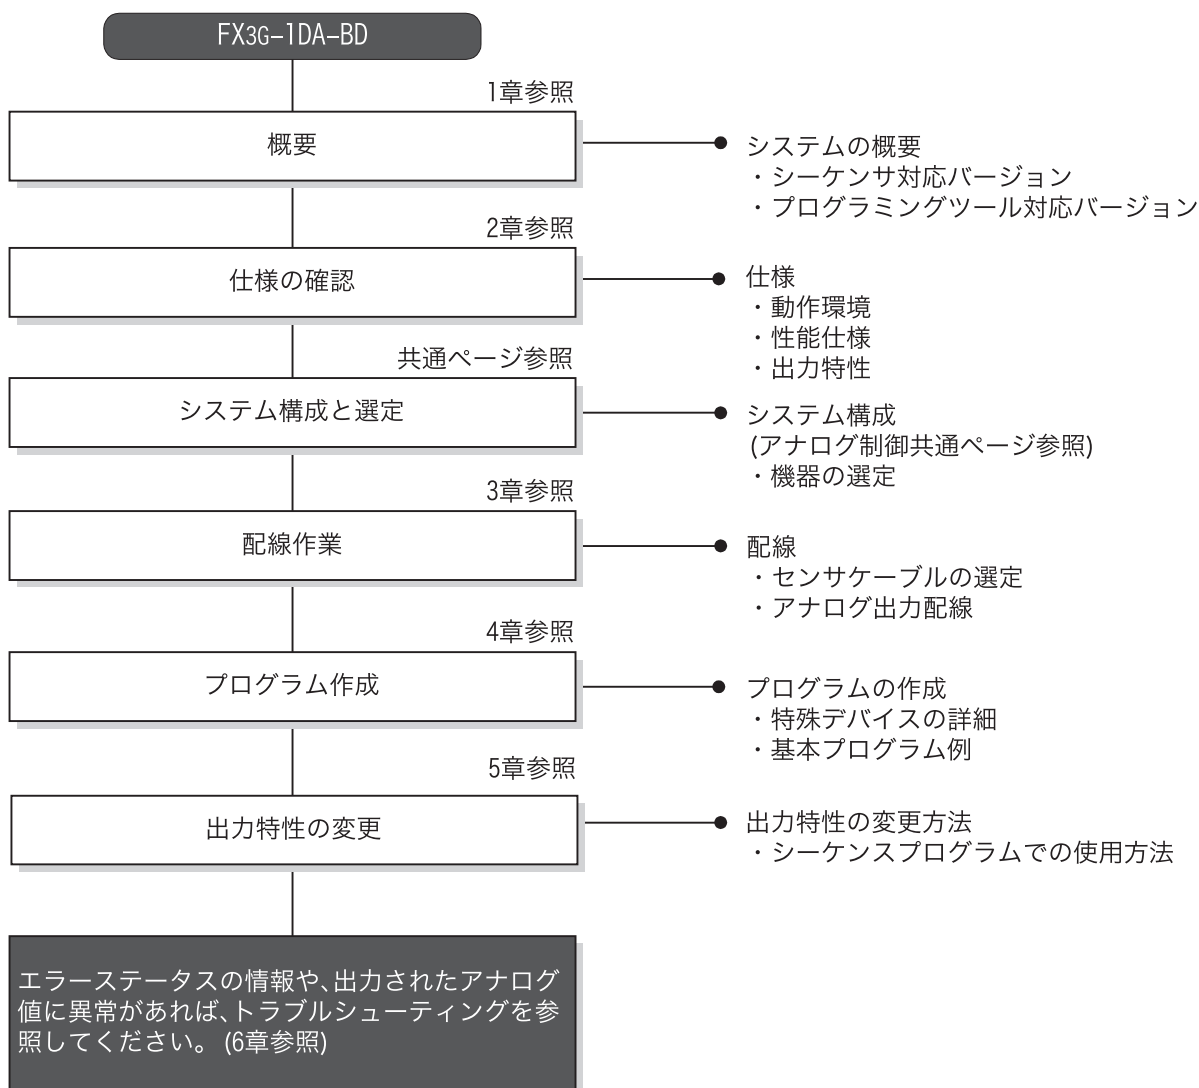 FX3G-1DA-BD
1章参照
概要
システムの概要
・シーケンサ対応バージョン
・プログラミングツール対応バージョン
2章参照
仕様の確認
仕様
・動作環境
・性能仕様
・出力特性
共通ページ参照
システム構成と選定
システム構成
(アナログ制御共通ページ参照)
・機器の選定
3章参照
配線作業
配線
・センサケーブルの選定
・アナログ出力配線
4章参照
プログラム作成
プログラムの作成
・特殊デバイスの詳細
・基本プログラム例
5章参照
出力特性の変更
出力特性の変更方法
・シーケンスプログラムでの使用方法
エラーステータスの情報や、出力されたアナログ
値に異常があれば、トラブルシューティングを参
照してください。 (6章参照)